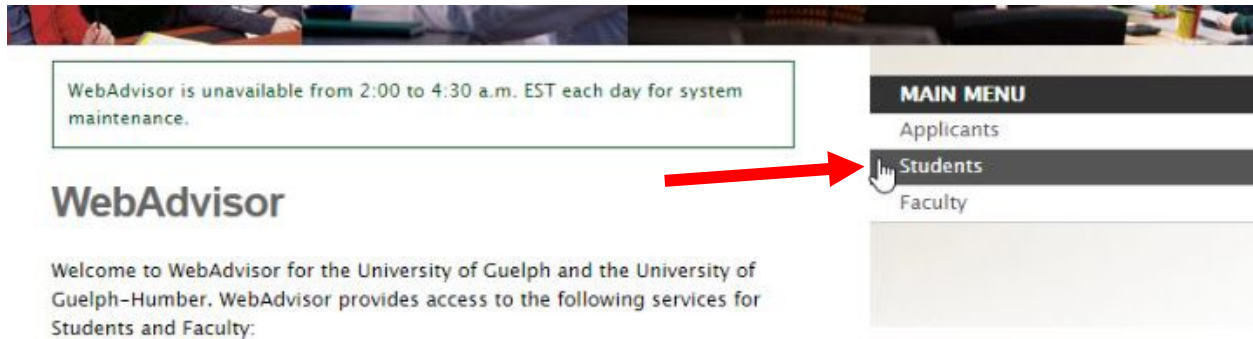 WebAdvisor is unavailable from 2:00 to 4:30 a.m. EST each day for system
maintenance.
WebAdvisor
Welcome to WebAdvisor for the University of Guelph and the University of
Guelph-Humber. WebAdvisor provides access to the following services for
Students and Faculty:
MAIN MENU
Applicants
Students
Faculty